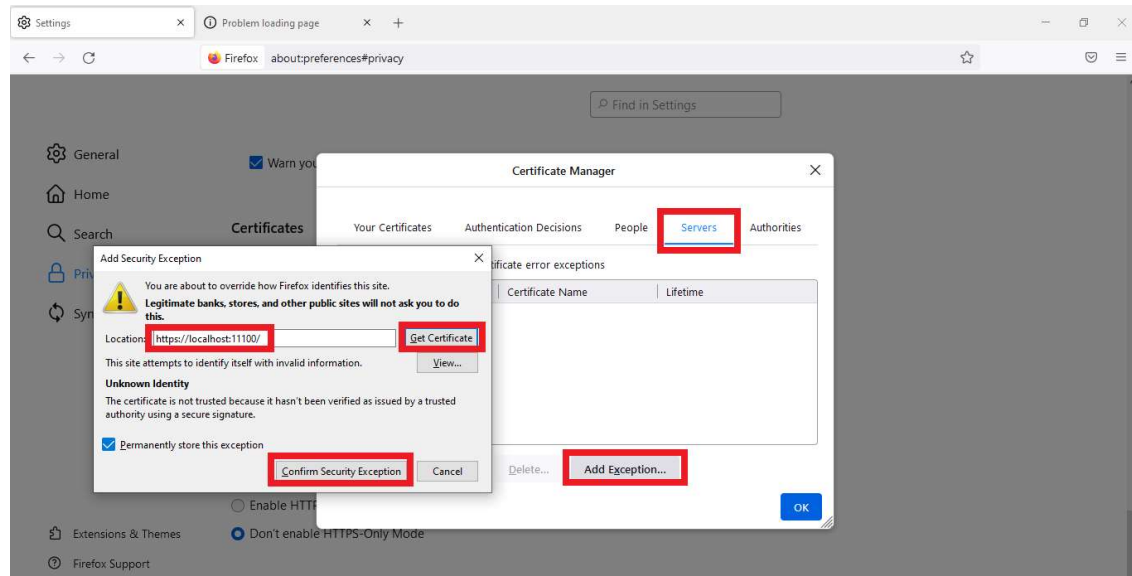 Settings
Problem loading page
Firefox about:preferences#privacy
Find in Settings
General
Home
Search
Warn you
Certificates
Certificate Manager
Your Certificates
Authentication Decisions
People
Servers
Authorities
tificate error exceptions
Certificate Name
Lifetime
Delete...
Add Exception...
OK
Add Security Exception
You are about to override how Firefox identifies this site.
Legitimate banks, stores, and other public sites will not ask you to do
this.
Location: https://localhost:11100/
Get Certificate
This site attempts to identify itself with invalid information.
View...
Unknown Identity
The certificate is not trusted because it hasn't been verified as issued by a trusted
authority using a secure signature.
Permanently store this exception
Confirm Security Exception
Cancel
Priv
Syn
Enable HTTP
Don't enable HTTPS-Only Mode
Extensions & Themes
Firefox Support